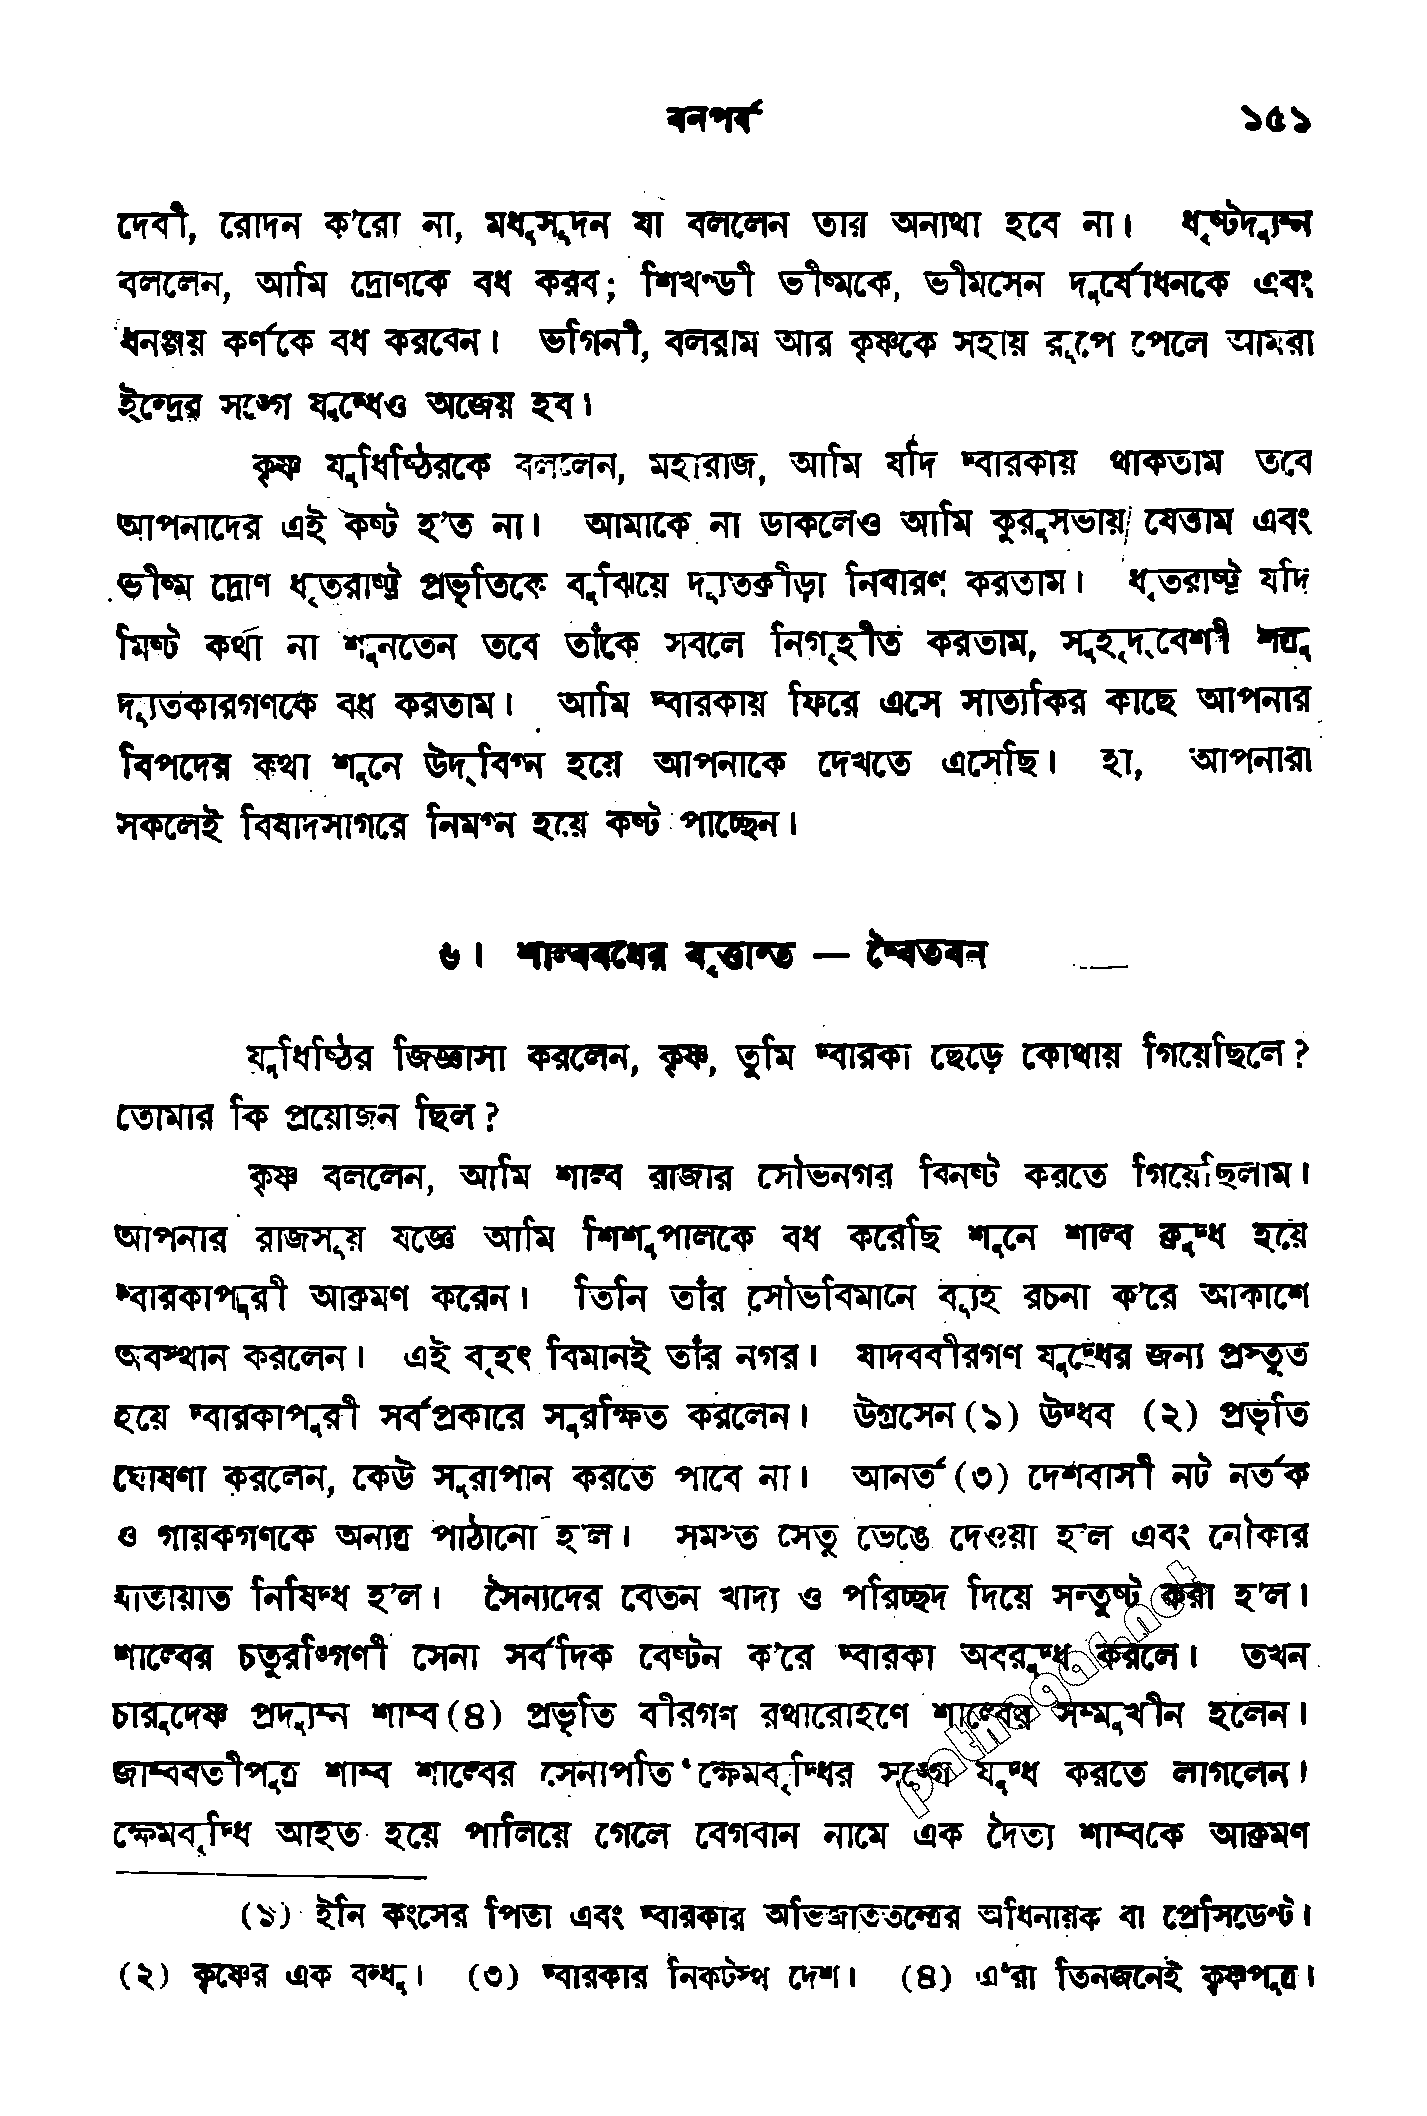 বনপর্ব ১৫১
দেবী, রোদন ক’রো না, মধুসূদন যা বললেন তার অন্যথা হবে না। ধৃষ্টদ্যুম্ন
বললেন, আমি দ্রোণকে বধ করব; শিখণ্ডী ভীষ্মকে, ভীমসেন দুর্যোধনকে এবং
ধনঞ্জয় কর্ণকে বধ করবেন। ভগিনী, বলরাম আর কৃষ্ণকে সহায় রূপে পেলে আমরা
ইন্দ্রের সঙ্গে যুদ্ধেও অজেয় হব।
কৃষ্ণ যুধিষ্ঠিরকে বললেন, মহারাজ, আমি যদি দ্বারকায় থাকতাম তবে
আপনাদের এই কষ্ট হ’ত না। আমাকে না ডাকলেও আমি কুরুসভায় যেতাম এবং
ভীষ্ম দ্রোণ ধৃতরাষ্ট্র প্রভৃতিকে বুঝিয়ে দ্যূতক্রীড়া নিবারণ করতাম। ধৃতরাষ্ট্র যদি
মিষ্ট কথা না শুনতেন তবে তাঁকে সবলে নিগৃহীত করতাম, সুহৃদ্‌বেশী শত্রু
দ্যূতকারগণকে বধ করতাম। আমি দ্বারকায় ফিরে এসে সাত্যকির কাছে আপনার
বিপদের কথা শুনে উদ্‌বিগ্ন হয়ে আপনাকে দেখতে এসেছি। হা, আপনারা
সকলেই বিষাদসাগরে নিমগ্ন হয়ে কষ্ট পাচ্ছেন।
৬। শাল্ববধের বৃত্তান্ত — দ্বৈতবন
যুধিষ্ঠির জিজ্ঞাসা করলেন, কৃষ্ণ, তুমি দ্বারকা ছেড়ে কোথায় গিয়েছিলে?
তোমার কি প্রয়োজন ছিল?
কৃষ্ণ বললেন, আমি শাল্ব রাজার সৌভনগর বিনষ্ট করতে গিয়েছিলাম।
আপনার রাজসূয় যজ্ঞে আমি শিশুপালকে বধ করেছি শুনে শাল্ব ক্রুদ্ধ হয়ে
দ্বারকাপুরী আক্রমণ করেন। তিনি তাঁর সৌভবিমানে ব্যূহ রচনা ক’রে আকাশে
অবস্থান করলেন। এই বৃহৎ বিমানই তাঁর নগর। যাদববীরগণ যুদ্ধের জন্য প্রস্তুত
হয়ে দ্বারকাপুরী সর্বপ্রকারে সুরক্ষিত করলেন। উগ্রসেন (১) উদ্ধব (২) প্রভৃতি
ঘোষণা করলেন, কেউ সুরাপান করতে পাবে না। আনর্ত (৩) দেশবাসী নট নর্তক
ও গায়কগণকে অন্যত্র পাঠানো হ’ল। সমস্ত সেতু ভেঙে দেওয়া হ’ল এবং নৌকার
যাতায়াত নিষিদ্ধ হ’ল। সৈন্যদের বেতন খাদ্য ও পরিচ্ছদ দিয়ে সন্তুষ্ট করা হ’ল।
শাল্বের চতুরঙ্গিণী সেনা সর্বদিক বেষ্টন ক’রে দ্বারকা অবরুদ্ধ করলে। তখন
চারুদেষ্ণ প্রদ্যুম্ন শাম্ব (৪) প্রভৃতি বীরগণ রথারোহণে শাল্বের সম্মুখীন হলেন।
জাম্ববতীপুত্র শাম্ব শাল্বের সেনাপতি ক্ষেমবৃদ্ধির সঙ্গে যুদ্ধ করতে লাগলেন।
ক্ষেমবৃদ্ধি আহত হয়ে পালিয়ে গেলে বেগবান নামে এক দৈত্য শাম্বকে আক্রমণ
(১) ইনি কংসের পিতা এবং দ্বারকার অভিজাততন্ত্রের অধিনায়ক বা প্রেসিডেণ্ট।
(২) কৃষ্ণের এক বন্ধু। (৩) দ্বারকার নিকটস্থ দেশ। (৪) এ’রা তিনজনেই কৃষ্ণপুত্র।
pathagar.net